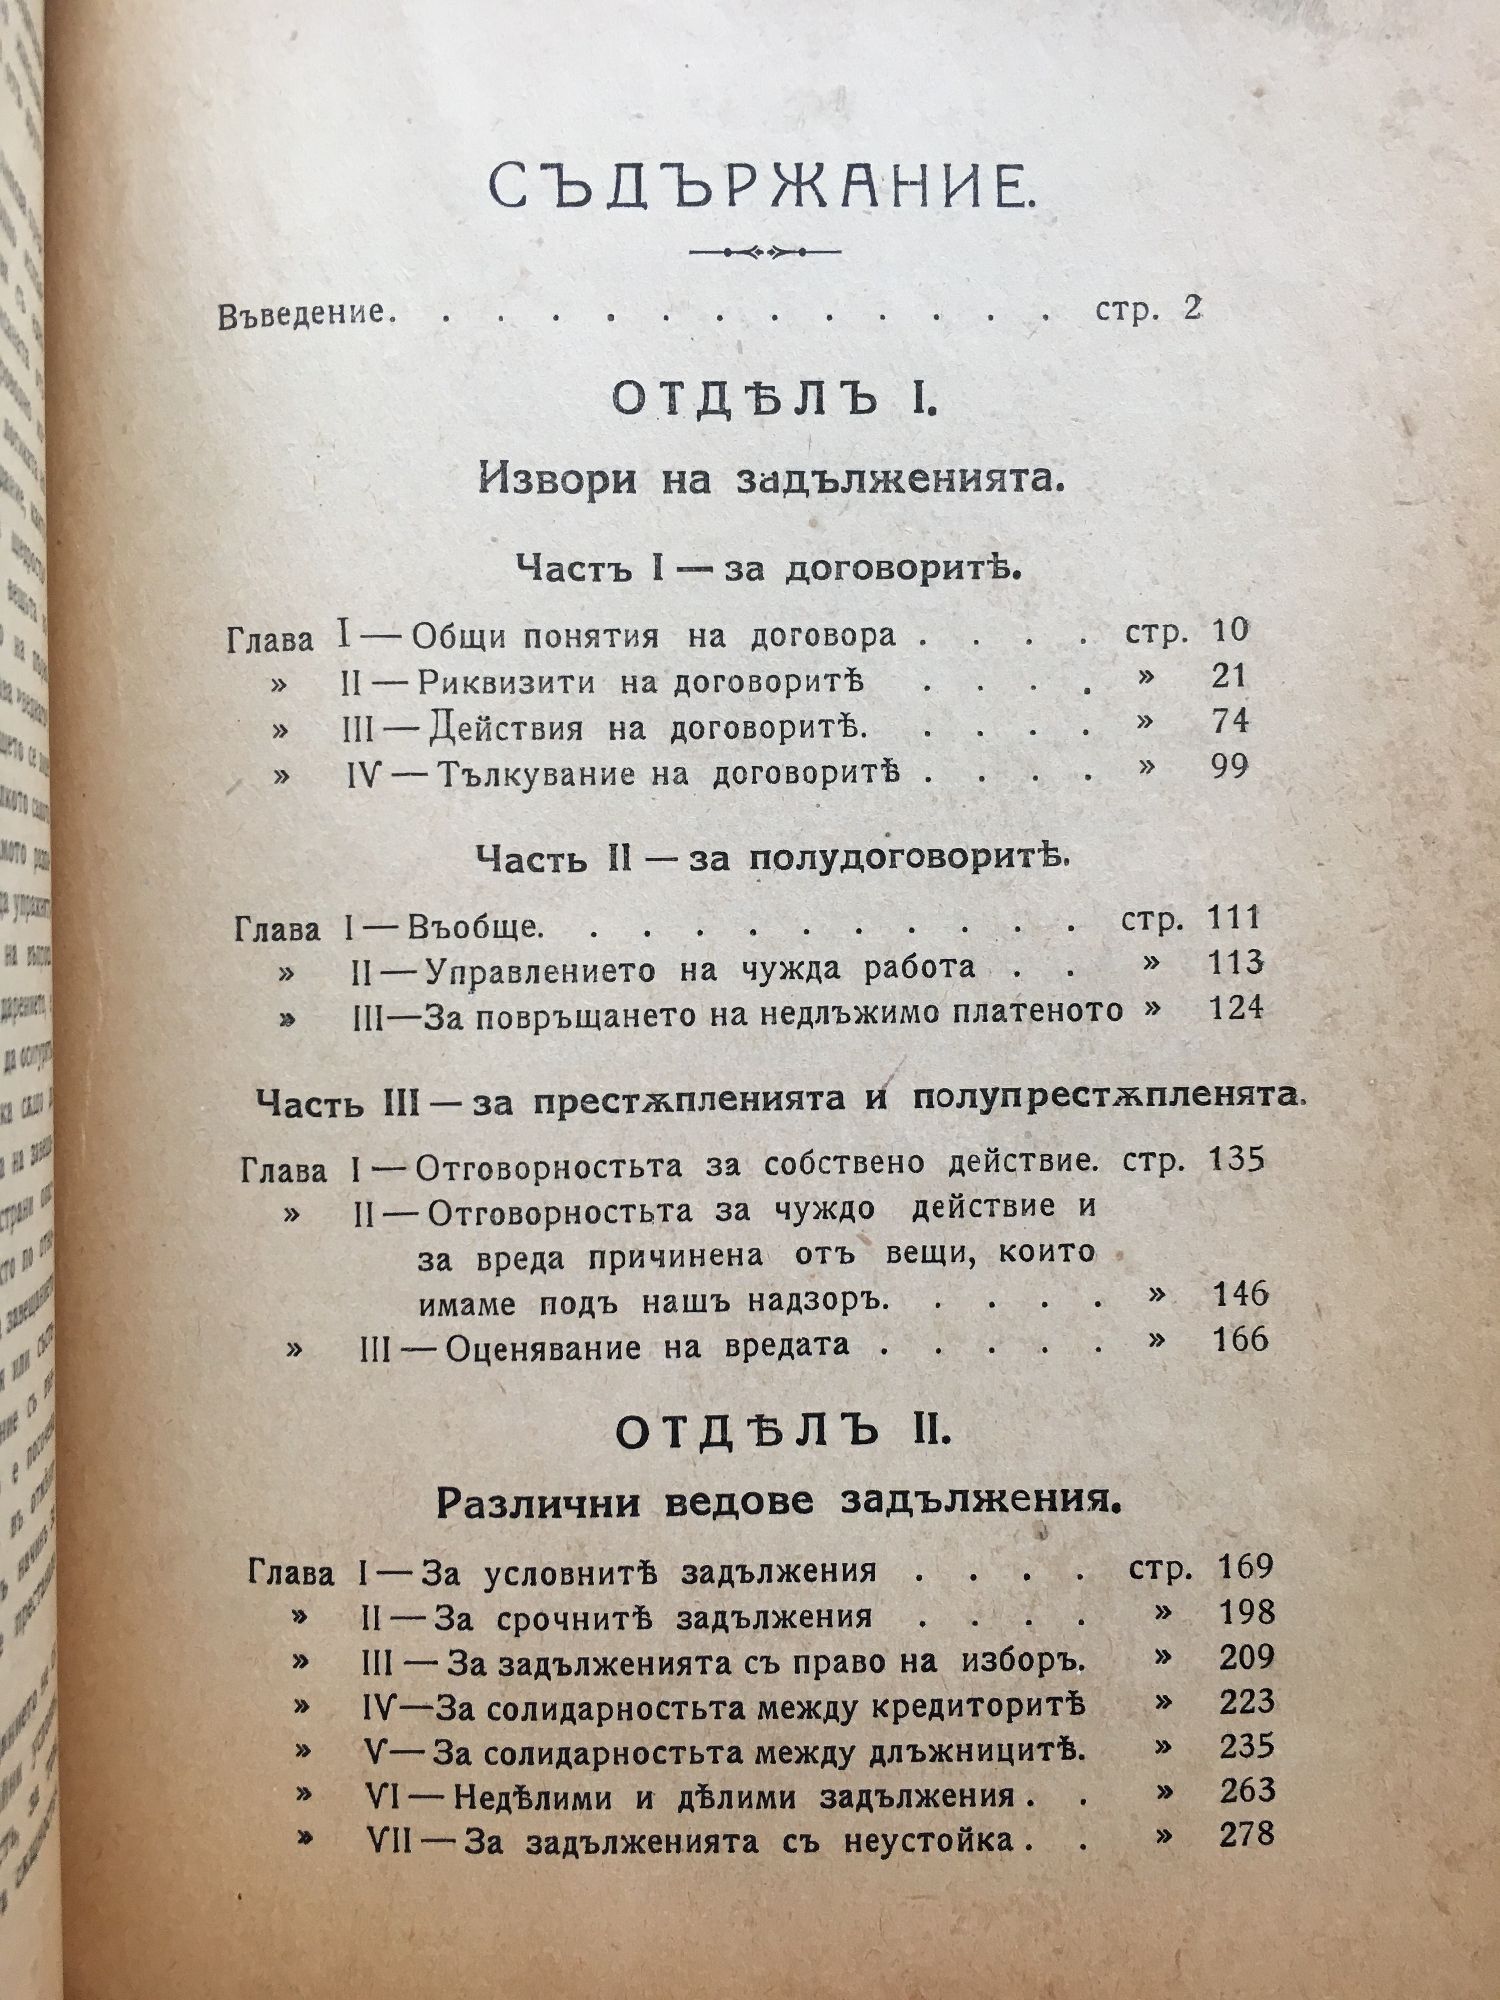 СЪДЪРЖАНИЕ.
Въведение. . . . . . . . . . . . . стр. 2
ОТДѢЛЪ I.
Извори на задълженията.
Часть I — за договоритѣ.
Глава I — Общи понятия на договора . . . . стр. 10
» II — Риквизити на договоритѣ . . . . » 21
» III — Действия на договоритѣ. . . . . » 74
» IV — Тълкувание на договоритѣ . . . . » 99
Часть II — за полудоговоритѣ.
Глава I — Въобще. . . . . . . . . . . стр. 111
» II — Управлението на чужда работа . . » 113
» III—За повръщането на недлъжимо платеното » 124
Часть III — за престѫпленията и полупрестѫпленята.
Глава I — Отговорностьта за собствено действие. стр. 135
» II — Отговорностьта за чуждо действие и
за вреда причинена отъ вещи, които
имаме подъ нашъ надзоръ. . . . . » 146
» III — Оценявание на вредата . . . . . » 166
ОТДѢЛЪ II.
Различни ведове задължения.
Глава I — За условнитѣ задължения . . . . стр. 169
» II — За срочнитѣ задължения . . . . » 198
» III — За задълженията съ право на изборъ. » 209
» IV—За солидарностьта между кредиторитѣ » 223
» V—За солидарностьта между длъжницитѣ. » 235
» VI — Недѣлими и дѣлими задължения . . » 263
» VII — За задълженията съ неустойка . . » 278